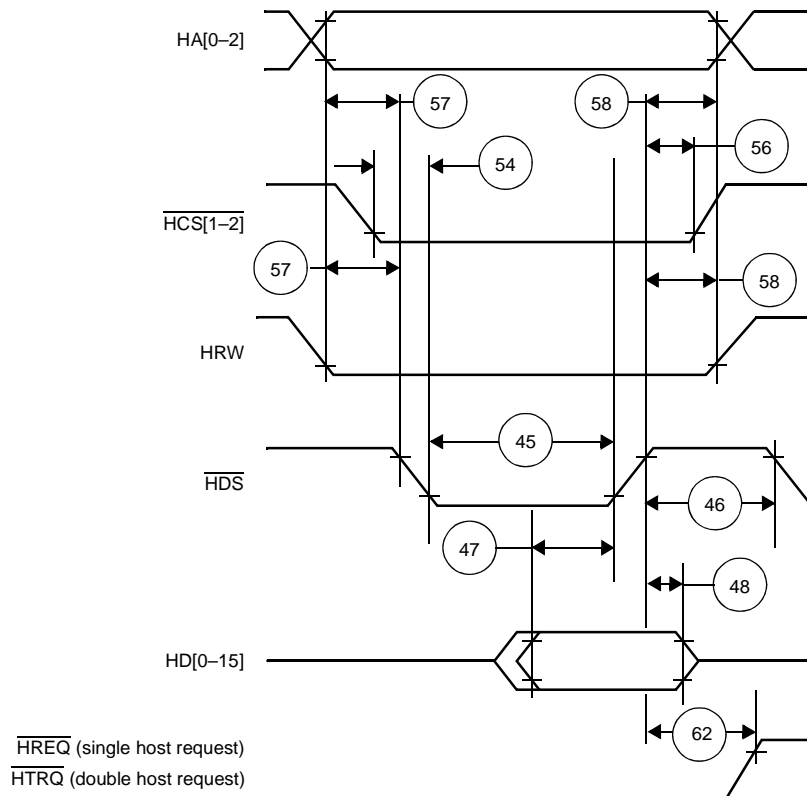 HA[0–2]
57
58
56
54
HCS[1–2]
57
58
HRW
45
HDS
46
47
48
HD[0–15]
62
HREQ (single host request)
HTRQ (double host request)